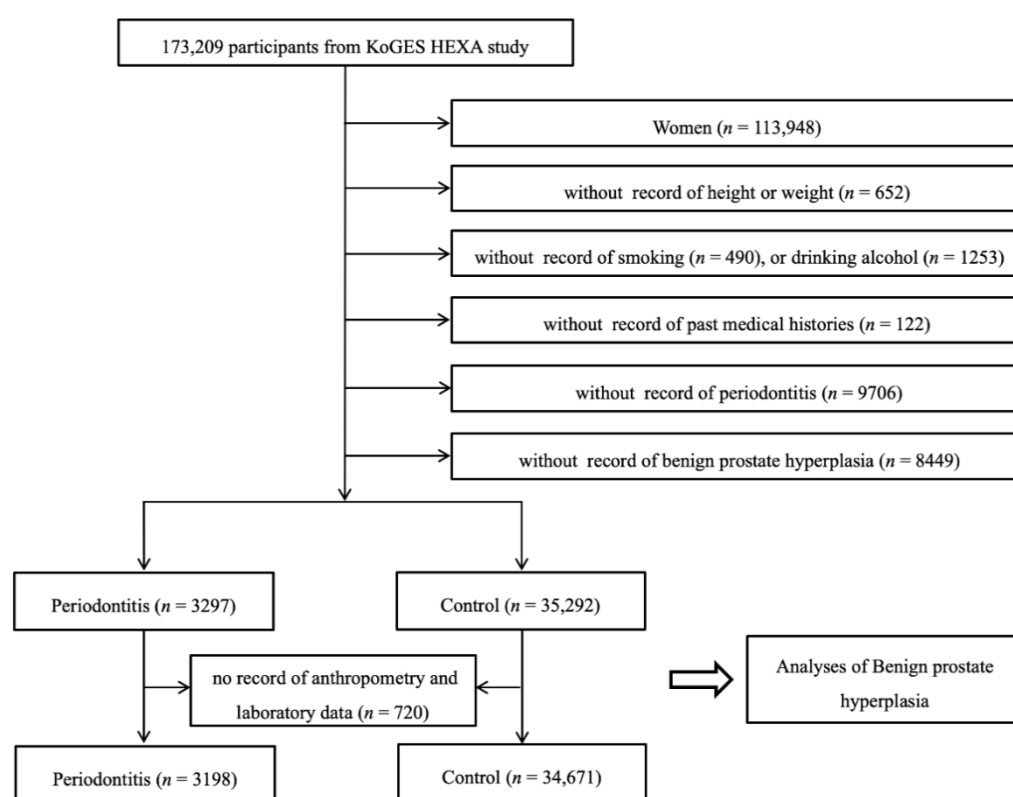 173,209 participants from KoGES HEXA study
Women (n = 113,948)
without record of height or weight (n = 652)
without record of smoking (n = 490), or drinking alcohol (n = 1253)
without record of past medical histories (n = 122)
without record of periodontitis (n = 9706)
without record of benign prostate hyperplasia (n = 8449)
Periodontitis (n = 3297)
Control (n = 35,292)
no record of anthropometry and
laboratory data (n = 720)
Analyses of Benign prostate
hyperplasia
Periodontitis (n = 3198)
Control (n = 34,671)